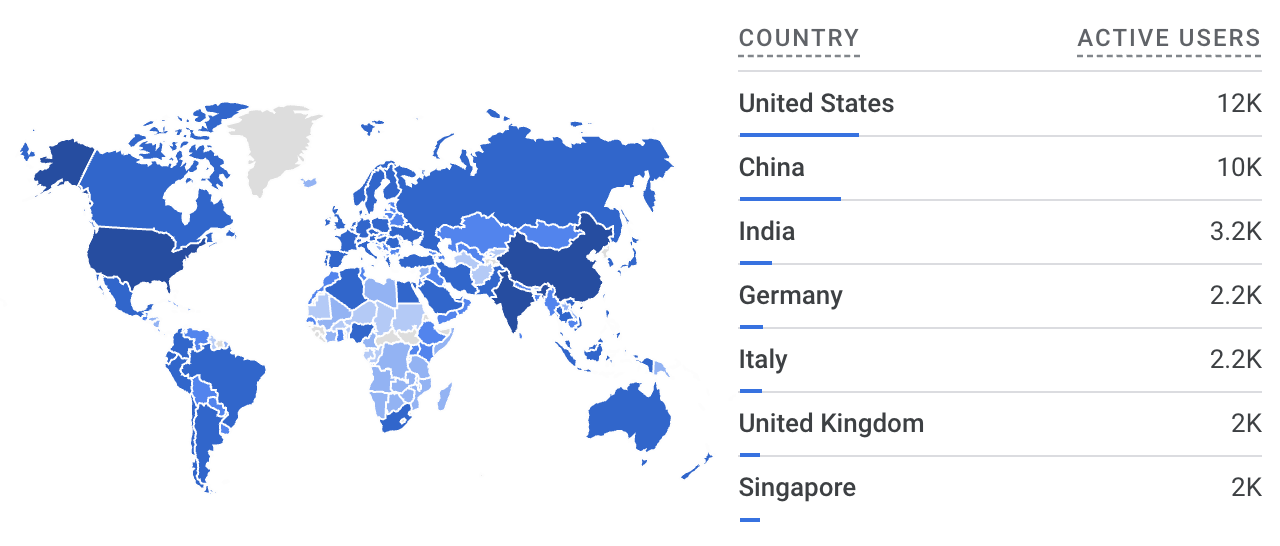 COUNTRY ACTIVE USERS
United States 12K
China 10K
India 3.2K
Germany 2.2K
Italy 2.2K
United Kingdom 2K
Singapore 2K